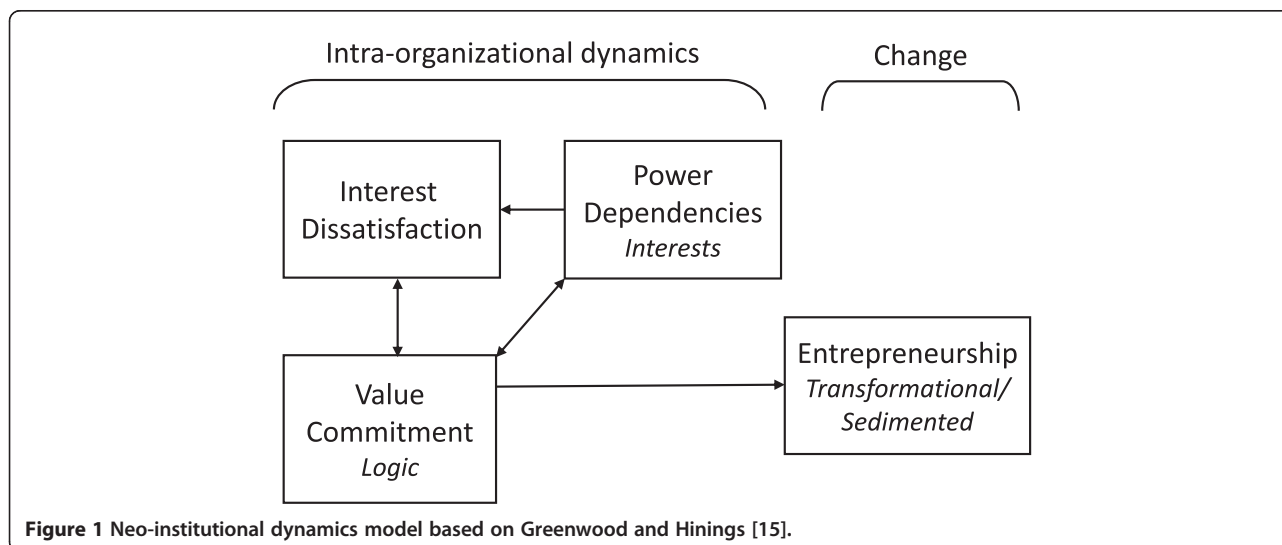 Intra-organizational dynamics
Change
Interest
Dissatisfaction
Power
Dependencies
Interests
Value
Commitment
Logic
Entrepreneurship
Transformational/
Sedimented
Figure 1 Neo-institutional dynamics model based on Greenwood and Hinings [15].